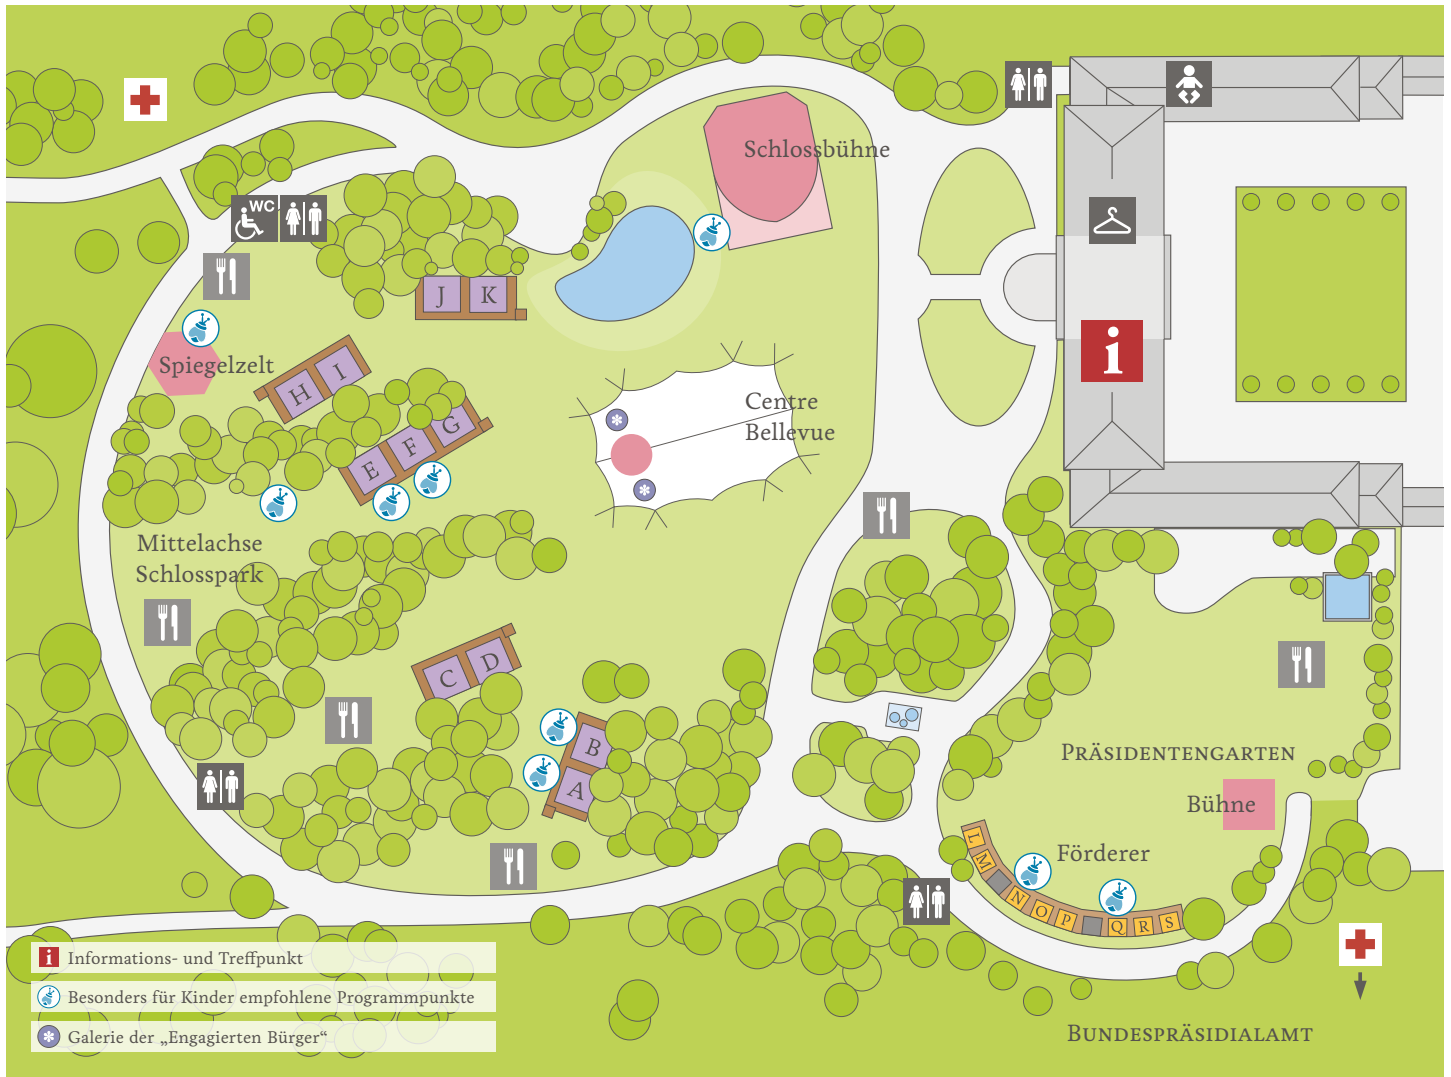 Schlossbühne
WC
J K
Spiegelzelt
H I
Centre
Bellevue
E F G
i
Mittelachse
Schlosspark
C D
B
A
PRÄSIDENTENGARTEN
Bühne
Förderer
L M N O P Q R S
i Informations- und Treffpunkt
Besonders für Kinder empfohlene Programmpunkte
Galerie der „Engagierten Bürger“
BUNDESPRÄSIDIALAMT